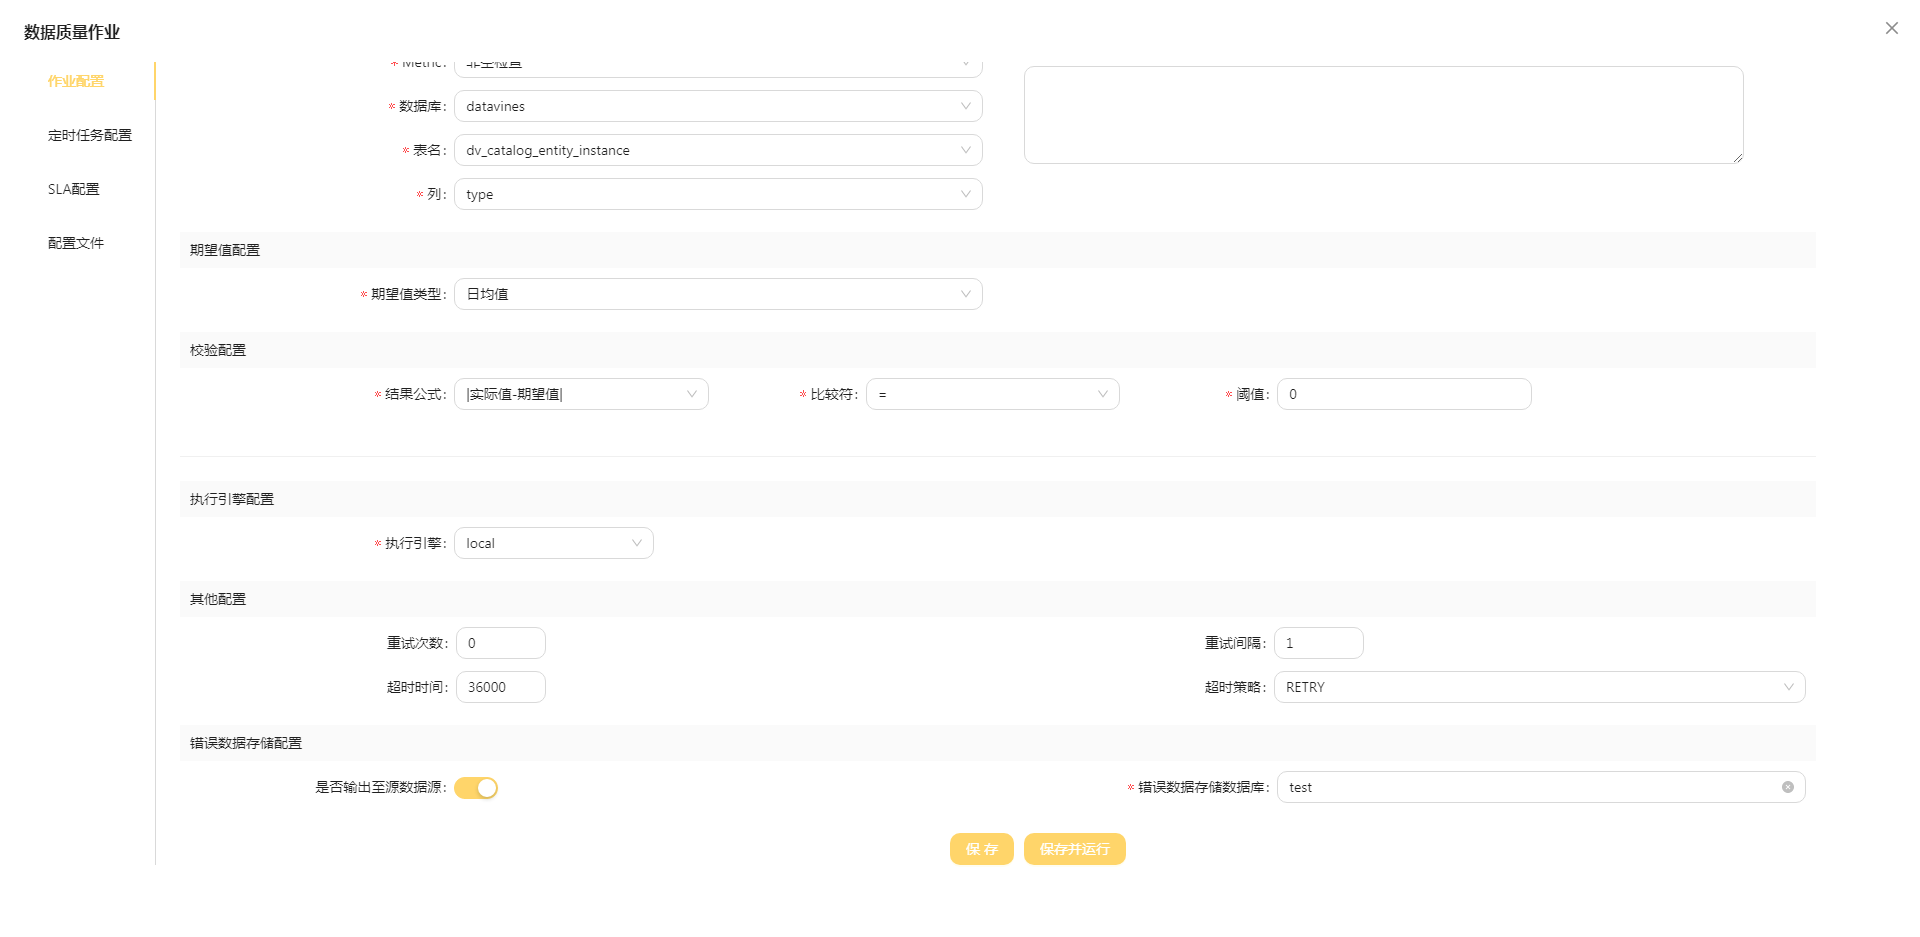 数据质量作业
作业配置
定时任务配置
SLA配置
配置文件
* Metric: 非空检查
* 数据库: datavines
* 表名: dv_catalog_entity_instance
* 列: type
期望值配置
* 期望值类型: 日均值
校验配置
* 结果公式: |实际值-期望值| * 比较符: = * 阈值: 0
执行引擎配置
* 执行引擎: local
其他配置
重试次数: 0 重试间隔: 1
超时时间: 36000 超时策略: RETRY
错误数据存储配置
是否输出至源数据源: * 错误数据存储数据库: test
保 存 保存并运行